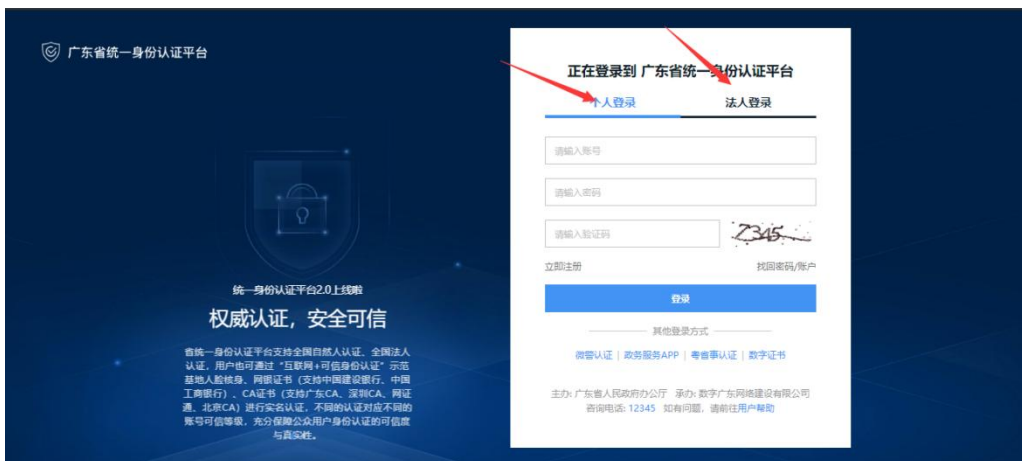 广东省统一身份认证平台
正在登录到 广东省统一身份认证平台
个人登录
法人登录
请输入账号
请输入密码
请输入验证码
7345
立即注册
找回密码/账户
登录
其他登录方式
微警认证 | 政务服务APP | 粤省事认证 | 数字证书
主办: 广东省人民政府办公厅 承办: 数字广东网络建设有限公司
咨询电话: 12345 如有问题, 请前往用户帮助
统一身份认证平台2.0上线啦
权威认证, 安全可信
省统一身份认证平台支持全国自然人认证、全国法人
认证, 用户也可通过 “互联网+可信身份认证” 示范
基地人脸核身、网银证书 (支持中国建设银行、中国
工商银行) 、CA证书 (支持广东CA、深圳CA、网证
通、北京CA) 进行实名认证, 不同的认证对应不同的
账号可信等级, 充分保障公众用户身份认证的可信度
与真实性。